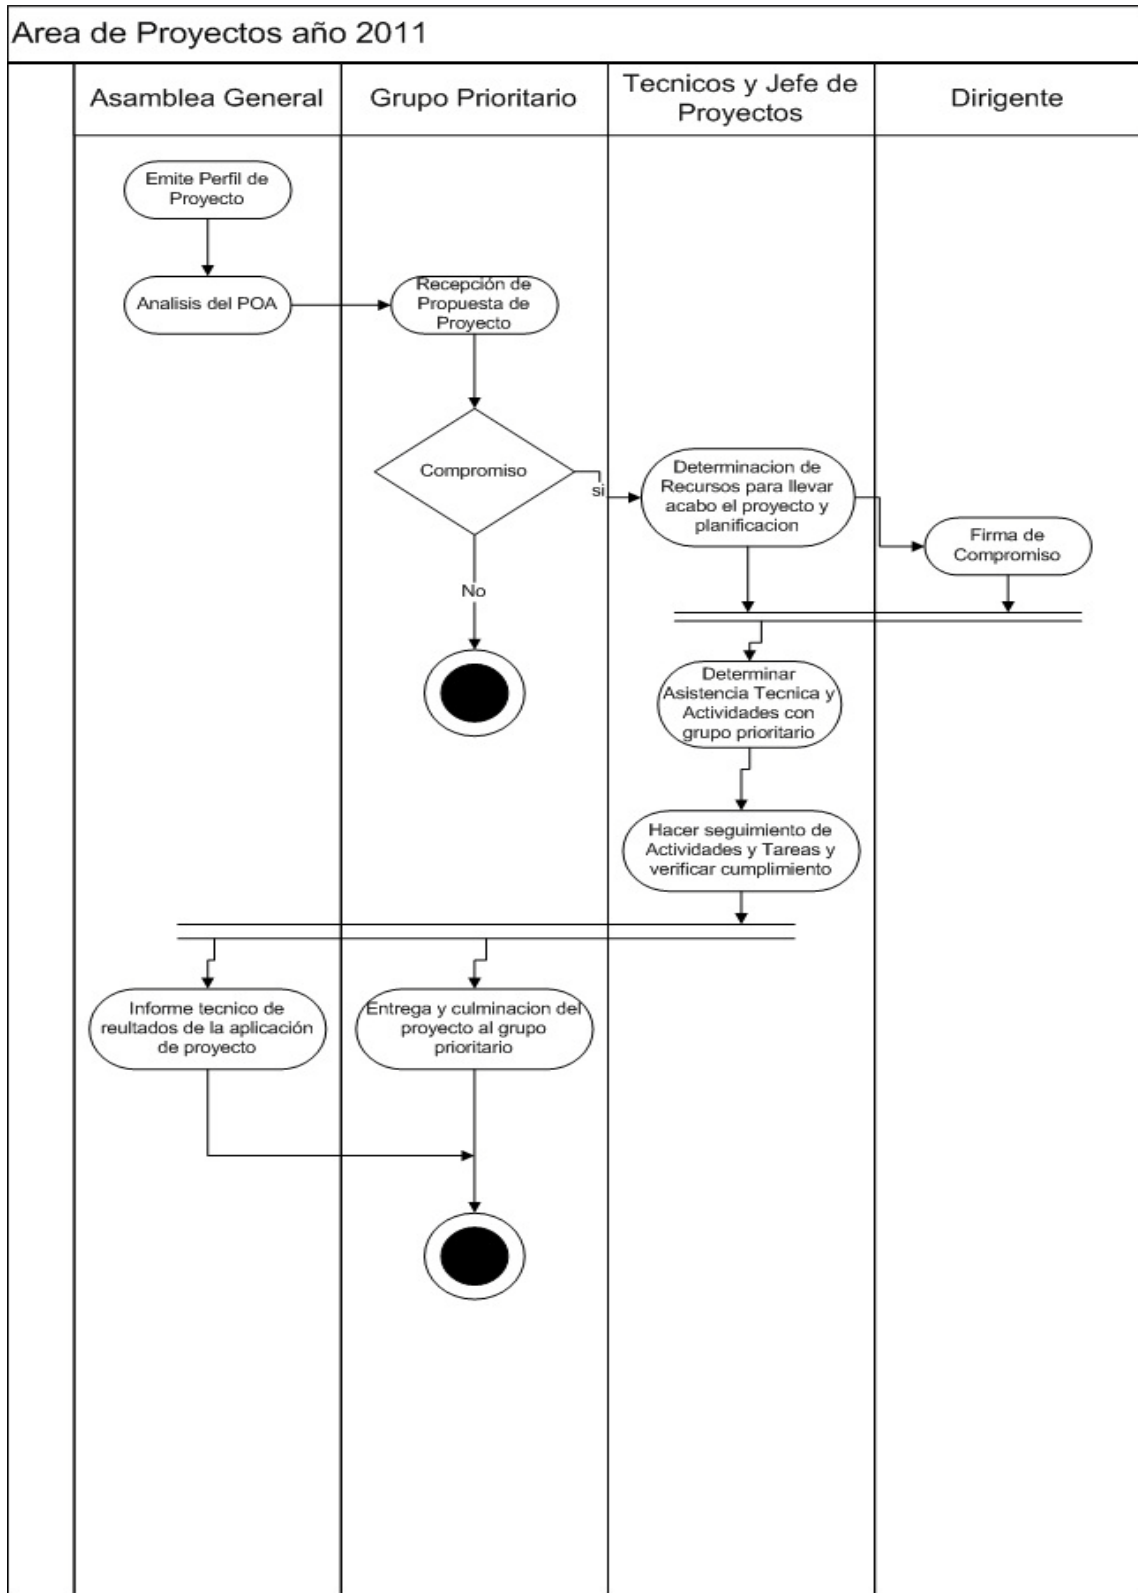 Area de Proyectos año 2011
Asamblea General
Grupo Prioritario
Tecnicos y Jefe de
Proyectos
Dirigente
Emite Perfil de
Proyecto
Analisis del POA
Recepción de
Propuesta de
Proyecto
Compromiso
si
Determinacion de
Recursos para llevar
acabo el proyecto y
planificacion
Firma de
Compromiso
No
Determinar
Asistencia Tecnica y
Actividades con
grupo prioritario
Hacer seguimiento de
Actividades y Tareas y
verificar cumplimiento
Informe tecnico de
reultados de la aplicación
de proyecto
Entrega y culminacion del
proyecto al grupo
prioritario